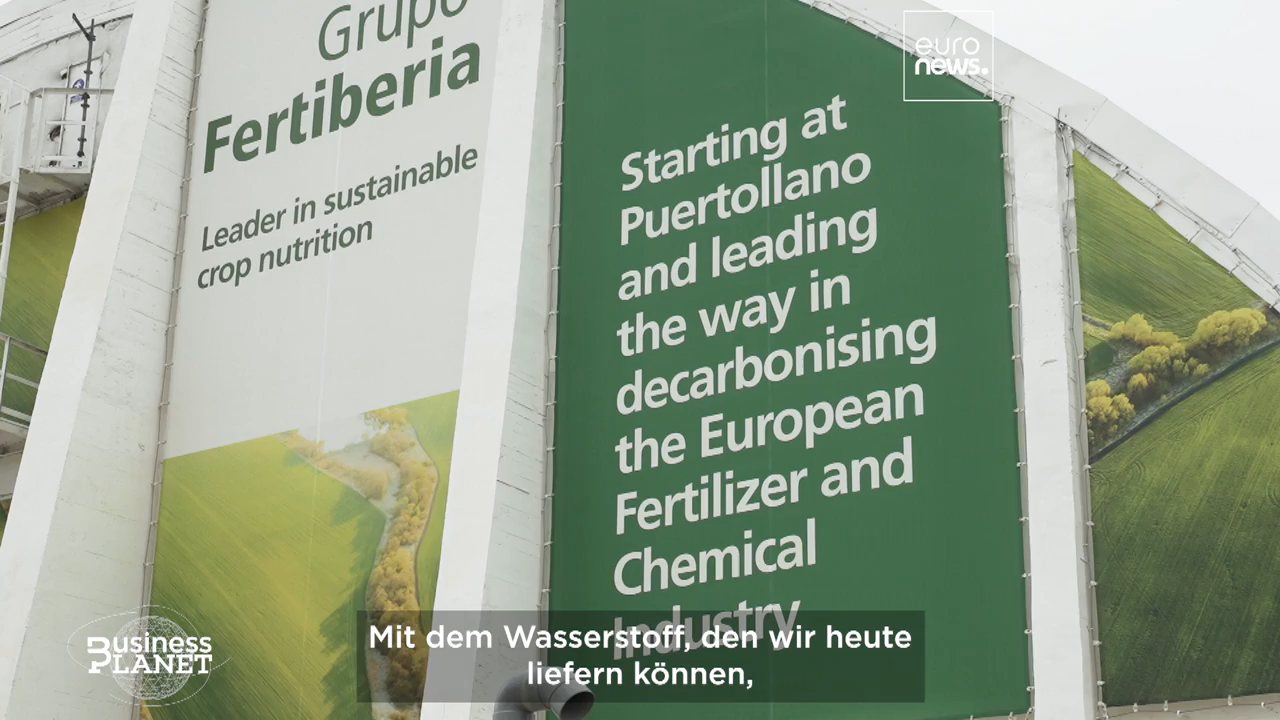 Grupo
Fertiberia
Leader in sustainable
crop nutrition
Starting at
Puertollano
and leading
the way in
decarbonising
the European
Fertilizer and
Chemical
Industry
euro
news.
Business
PLANET
Mit dem Wasserstoff, den wir heute
liefern können,